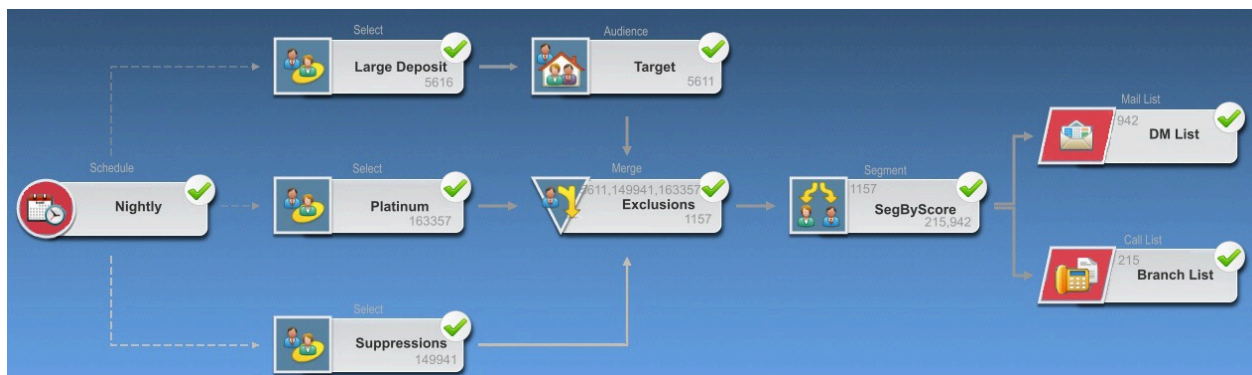 Select
Large Deposit
5616
Audience
Target
5611
Schedule
Nightly
Select
Platinum
163357
Merge
5611,149941,163357
Exclusions
1157
Segment
1157
SegByScore
215,942
Mail List
942
DM List
Call List
215
Branch List
Select
Suppressions
149941